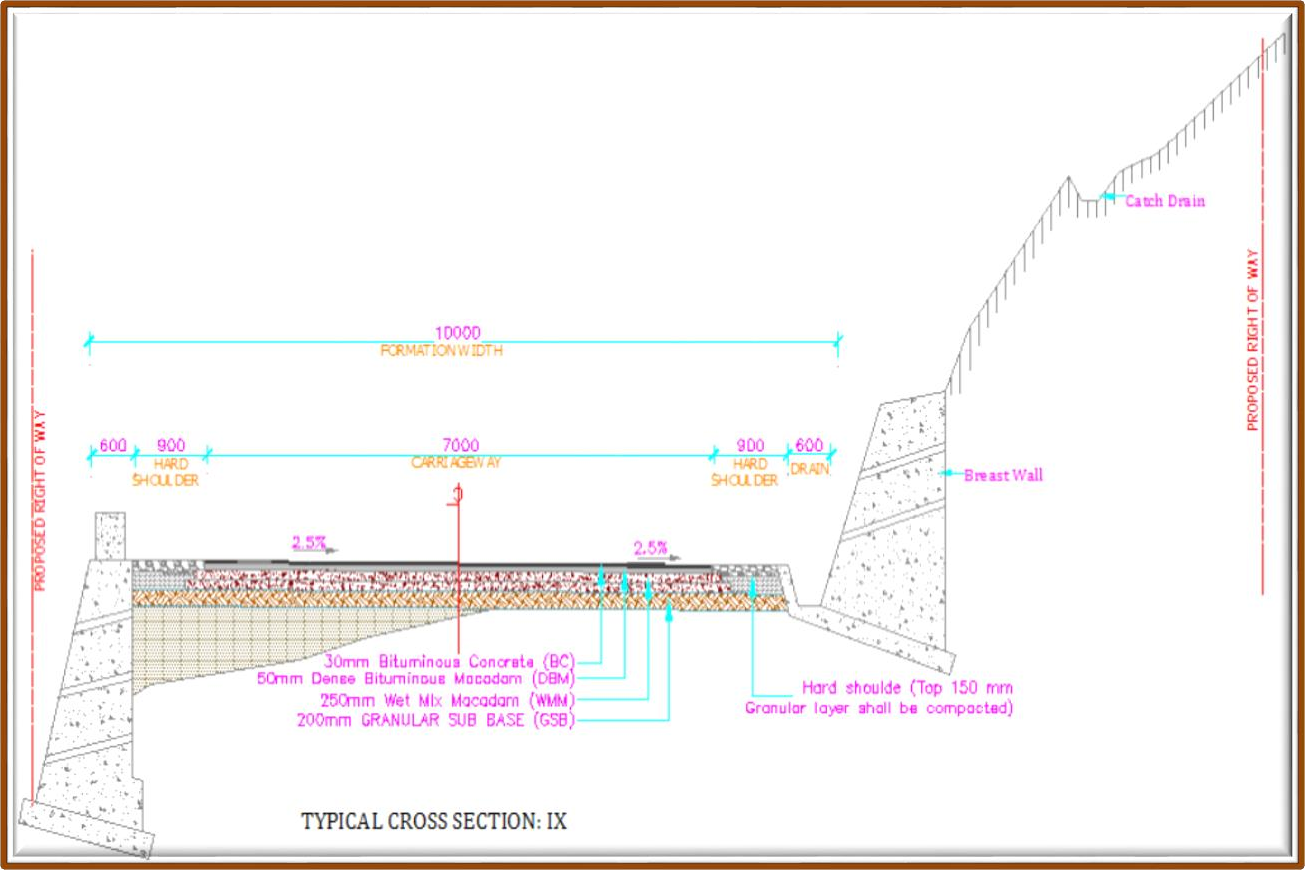 Catch Drain
PROPOSED RIGHT OF WAY
10000
FORMATION WIDTH
600
900
7000
900
600
HARD
SHOULDER
CARRIAGEWAY
HARD
SHOULDER
DRAIN
Breast Wall
PROPOSED RIGHT OF WAY
2.5%
2.5%
30mm Bituminous Concrete (BC)
50mm Dense Bituminous Macadam (DBM)
250mm Wet Mix Macadam (WMM)
200mm GRANULAR SUB BASE (GSB)
Hard shoulde (Top 150 mm
Granular layer shall be compacted)
TYPICAL CROSS SECTION: IX